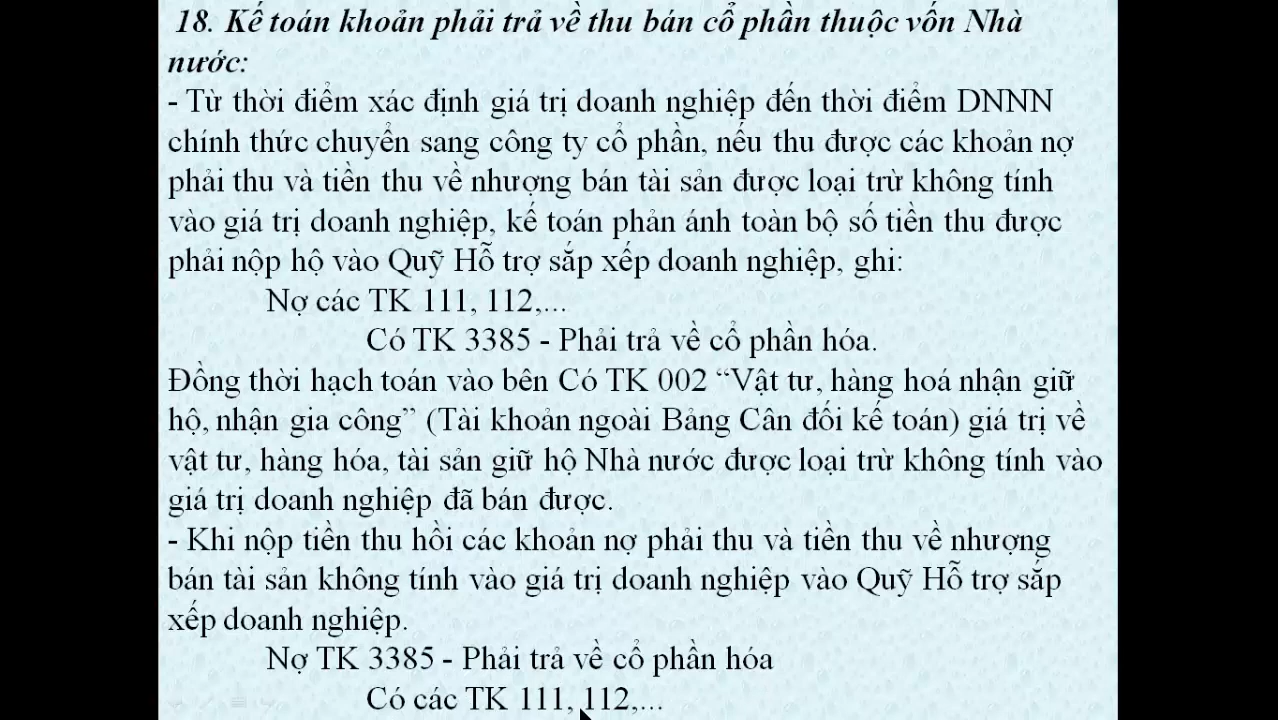 18. Kế toán khoản phải trả về thu bán cổ phần thuộc vốn Nhà
nước:
- Từ thời điểm xác định giá trị doanh nghiệp đến thời điểm DNNN
chính thức chuyển sang công ty cổ phần, nếu thu được các khoản nợ
phải thu và tiền thu về nhượng bán tài sản được loại trừ không tính
vào giá trị doanh nghiệp, kế toán phản ánh toàn bộ số tiền thu được
phải nộp hộ vào Quỹ Hỗ trợ sắp xếp doanh nghiệp, ghi:
Nợ các TK 111, 112,...
Có TK 3385 - Phải trả về cổ phần hóa.
Đồng thời hạch toán vào bên Có TK 002 “Vật tư, hàng hoá nhận giữ
hộ, nhận gia công” (Tài khoản ngoài Bảng Cân đối kế toán) giá trị về
vật tư, hàng hóa, tài sản giữ hộ Nhà nước được loại trừ không tính vào
giá trị doanh nghiệp đã bán được.
- Khi nộp tiền thu hồi các khoản nợ phải thu và tiền thu về nhượng
bán tài sản không tính vào giá trị doanh nghiệp vào Quỹ Hỗ trợ sắp
xếp doanh nghiệp.
Nợ TK 3385 - Phải trả về cổ phần hóa
Có các TK 111, 112,...